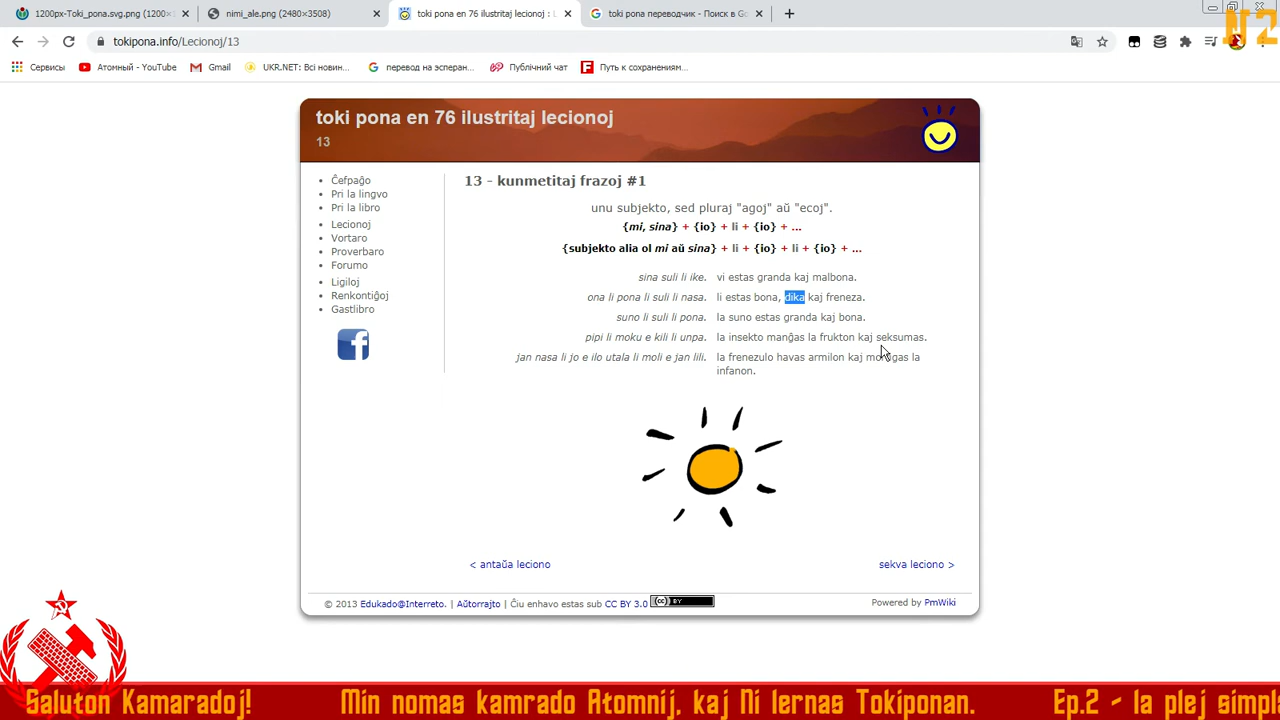 1200px-Toki_pona.svg.png (1200×1
nimi_ale.png (2480×3508)
toki pona en 76 ilustritaj lecionoj : L
toki pona переводчик - Поиск в Go
N2
tokipona.info/Lecionoj/13
Сервисы
Атомный - YouTube
Gmail
UKR.NET: Всі новин...
перевод на эсперан...
Публічний чат
Путь к сохранениям...
toki pona en 76 ilustritaj lecionoj
13
Ĉefpaĝo
Pri la lingvo
Pri la libro
Lecionoj
Vortaro
Proverbaro
Forumo
Ligiloj
Renkontiĝoj
Gastlibro
13 - kunmetitaj frazoj #1
unu subjekto, sed pluraj "agoj" aŭ "ecoj".
{mi, sina} + {io} + li + {io} + ...
{subjekto alia ol mi aŭ sina} + li + {io} + li + {io} + ...
sina suli li ike. vi estas granda kaj malbona.
ona li pona li suli li nasa. li estas bona, dika kaj freneza.
suno li suli li pona. la suno estas granda kaj bona.
pipi li moku e kili li unpa. la insekto manĝas la frukton kaj seksumas.
jan nasa li jo e ilo utala li moli e jan lili. la frenezulo havas armilon kaj mortigas la
infanon.
< antaŭa leciono
sekva leciono >
© 2013 Edukado@Interreto. | Aŭtorrajto | Ĉiu enhavo estas sub CC BY 3.0
cc BY
Powered by PmWiki
Saluton Kamaradoj! Min nomas kamrado Atomnij, kaj Ni lernas Tokiponan. Ep.2 - la plej simpl